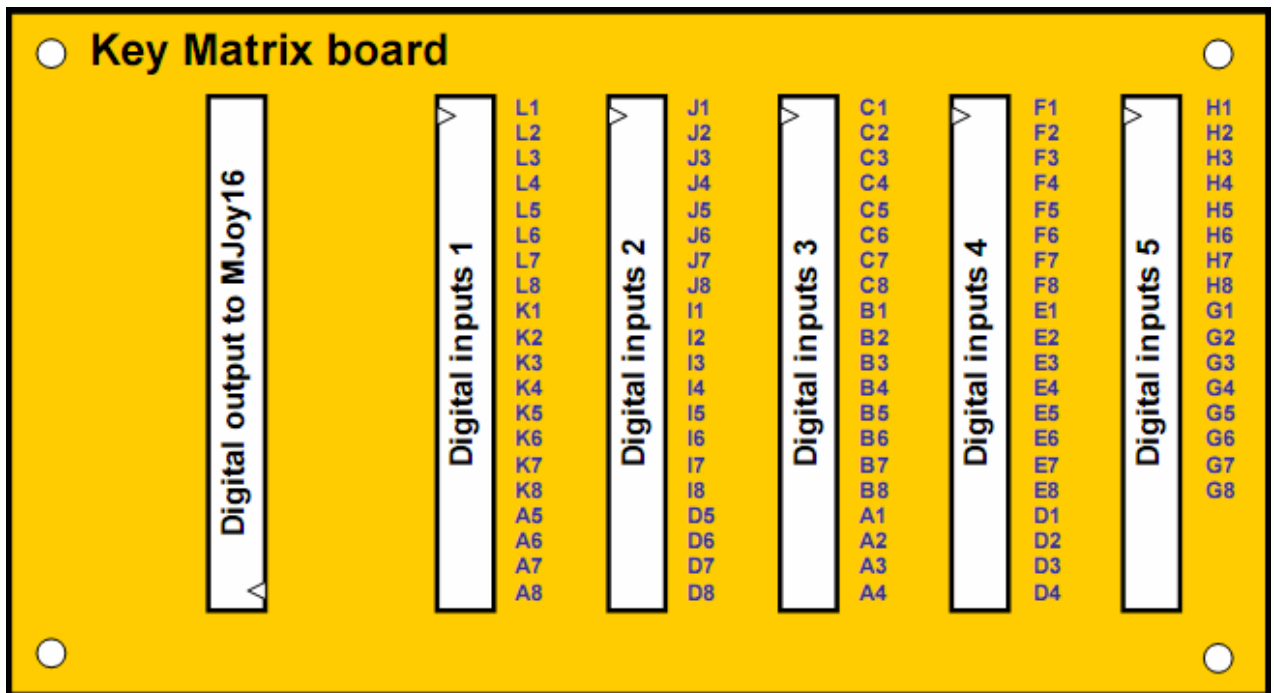 Key Matrix board
Digital output to MJoy16
Digital inputs 1
L1
L2
L3
L4
L5
L6
L7
L8
K1
K2
K3
K4
K5
K6
K7
K8
A5
A6
A7
A8
Digital inputs 2
J1
J2
J3
J4
J5
J6
J7
J8
I1
I2
I3
I4
I5
I6
I7
I8
D5
D6
D7
D8
Digital inputs 3
C1
C2
C3
C4
C5
C6
C7
C8
B1
B2
B3
B4
B5
B6
B7
B8
A1
A2
A3
A4
Digital inputs 4
F1
F2
F3
F4
F5
F6
F7
F8
E1
E2
E3
E4
E5
E6
E7
E8
D1
D2
D3
D4
Digital inputs 5
H1
H2
H3
H4
H5
H6
H7
H8
G1
G2
G3
G4
G5
G6
G7
G8